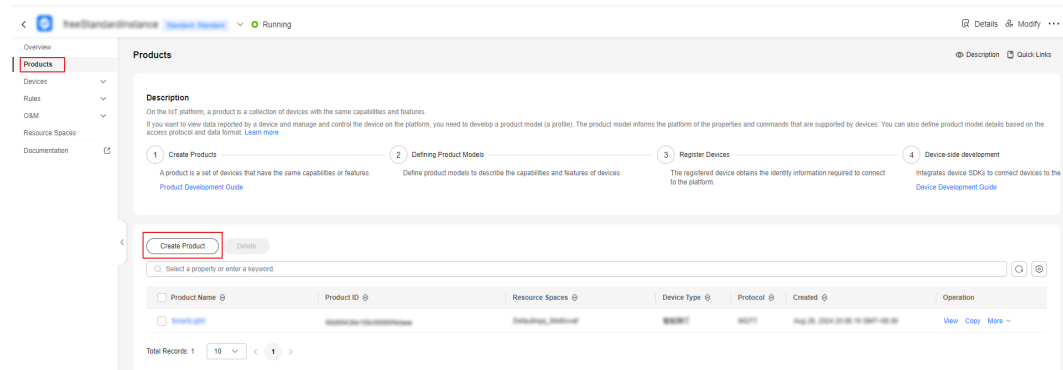 Running
Details Modify ...
Overview
Products
Devices
Rules
O&M
Resource Spaces
Documentation
Products
Description Quick Links
Description
On the IoT platform, a product is a collection of devices with the same capabilities and features.
If you want to view data reported by a device and manage and control the device on the platform, you need to develop a product model (a profile). The product model informs the platform of the properties and commands that are supported by devices. You can also define product model details based on the
access protocol and data format. Learn more
1 Create Products
A product is a set of devices that have the same capabilities or features.
Product Development Guide
2 Defining Product Models
Define product models to describe the capabilities and features of devices.
3 Register Devices
The registered device obtains the identity information required to connect
to the platform.
4 Device-side development
Integrates device SDKs to connect devices to the
Device Development Guide
Create Product Delete
Select a property or enter a keyword.
Product Name Product ID Resource Spaces Device Type Protocol Created Operation
View Copy More
Total Records: 1 10 < 1 >